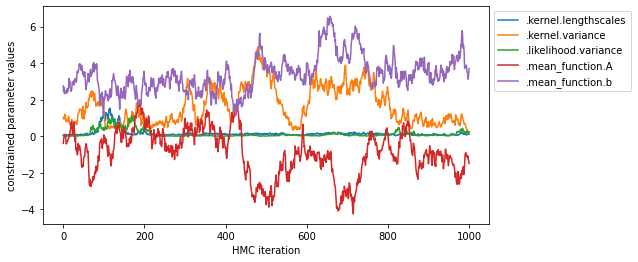 6
4
2
0
−2
−4
constrained parameter values
0
200
400
600
800
1000
HMC iteration
.kernel.lengthscales
.kernel.variance
.likelihood.variance
.mean_function.A
.mean_function.b